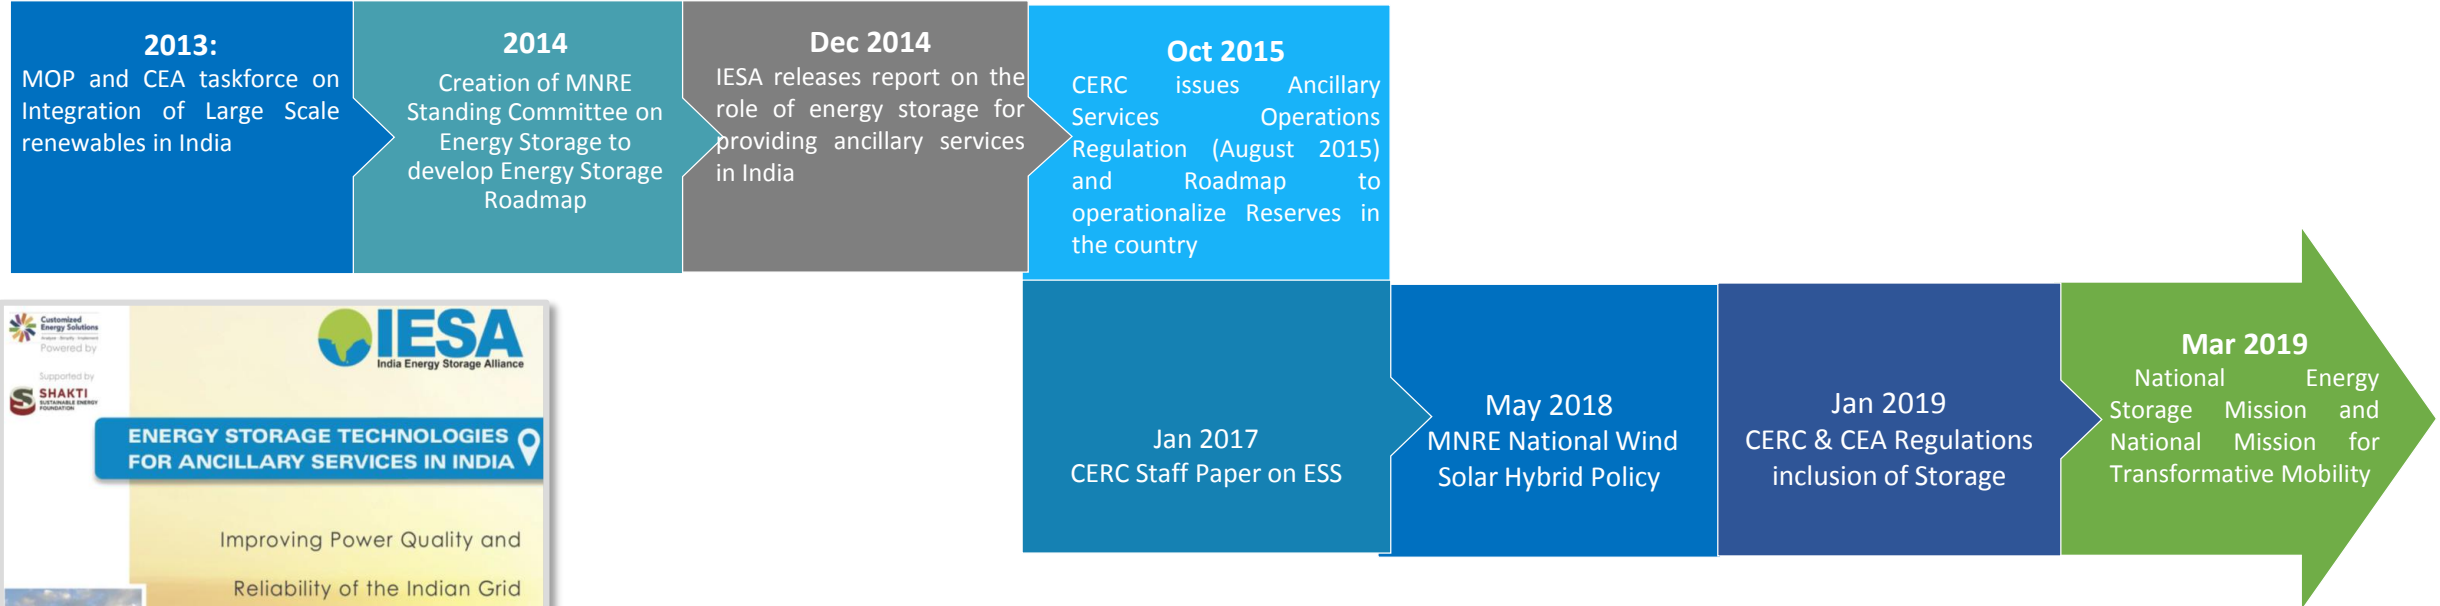 2013:
MOP and CEA taskforce on
Integration of Large Scale
renewables in India
2014
Creation of MNRE
Standing Committee on
Energy Storage to
develop Energy Storage
Roadmap
Dec 2014
IESA releases report on the
role of energy storage for
providing ancillary services
in India
Oct 2015
CERC issues Ancillary
Services Operations
Regulation (August 2015)
and Roadmap to
operationalize Reserves in
the country
Jan 2017
CERC Staff Paper on ESS
May 2018
MNRE National Wind
Solar Hybrid Policy
Jan 2019
CERC & CEA Regulations
inclusion of Storage
Mar 2019
National Energy
Storage Mission and
National Mission for
Transformative Mobility
Customized
Energy Solutions
Analyze · Simplify · Implement
Powered by
Supported by
SHAKTI
SUSTAINABLE ENERGY
FOUNDATION
IESA
India Energy Storage Alliance
ENERGY STORAGE TECHNOLOGIES
FOR ANCILLARY SERVICES IN INDIA
Improving Power Quality and
Reliability of the Indian Grid